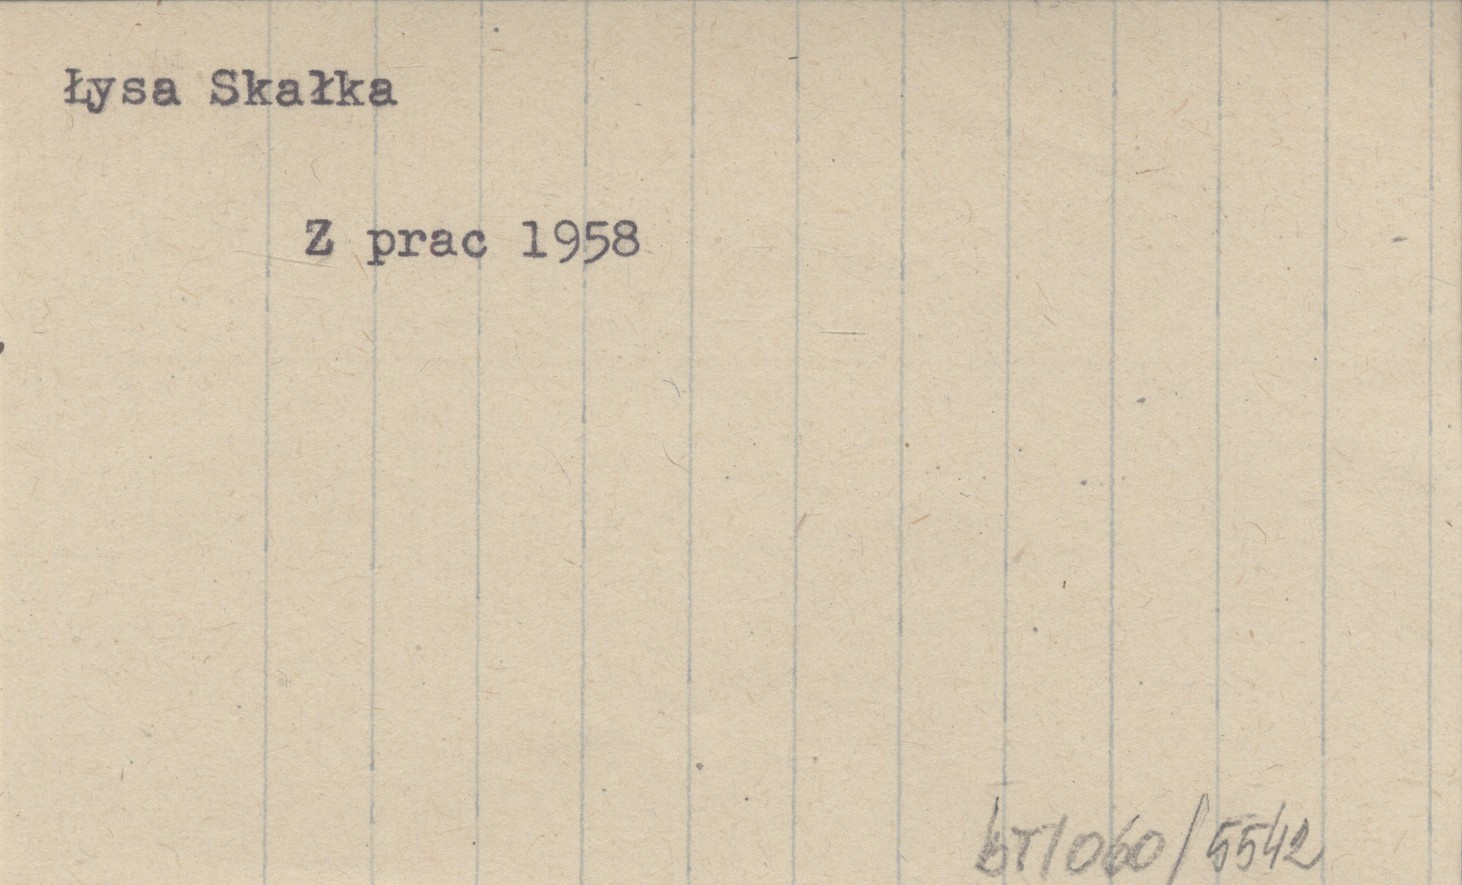 Łysa Skałka
Z prac 1958
bT/060/5542